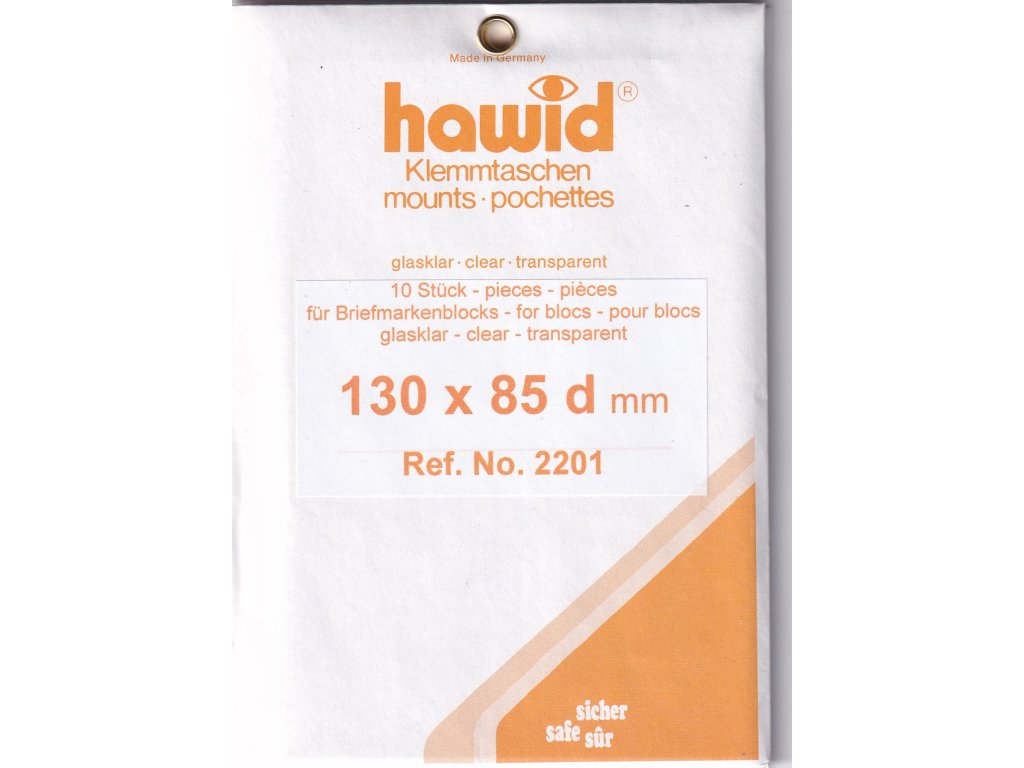 Made in Germany
hawid ®
Klemmtaschen
mounts · pochettes
glasklar · clear · transparent
10 Stück - pieces - pièces
für Briefmarkenblocks - for blocs - pour blocs
glasklar - clear - transparent
130 x 85 d mm
Ref. No. 2201
sicher
safe sûr